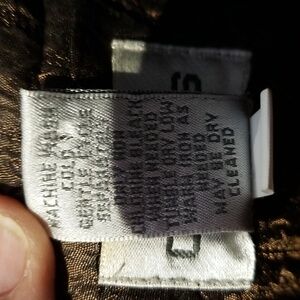 MACHINE WASH
COLD
GENTLE CYCLE
SEPARATELY
NON
CHLORINE BLEACH
WHEN NEEDED
TUMBLE DRY LOW
WARM IRON AS
NEEDED
MAY BE DRY
CLEANED
S